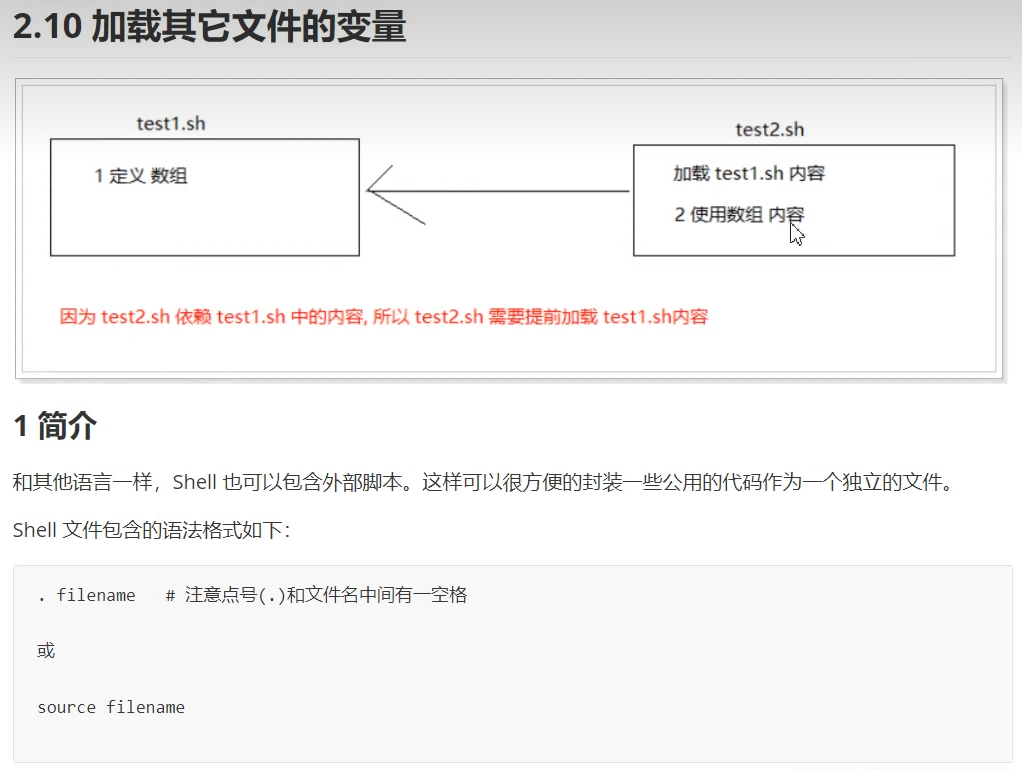 2.10 加载其它文件的变量
test1.sh
1 定义 数组
test2.sh
加载 test1.sh 内容
2 使用数组 内容
因为 test2.sh 依赖 test1.sh 中的内容, 所以 test2.sh 需要提前加载 test1.sh内容
1 简介
和其他语言一样，Shell 也可以包含外部脚本。这样可以很方便的封装一些公用的代码作为一个独立的文件。
Shell 文件包含的语法格式如下：
. filename # 注意点号(.)和文件名中间有一空格
或
source filename